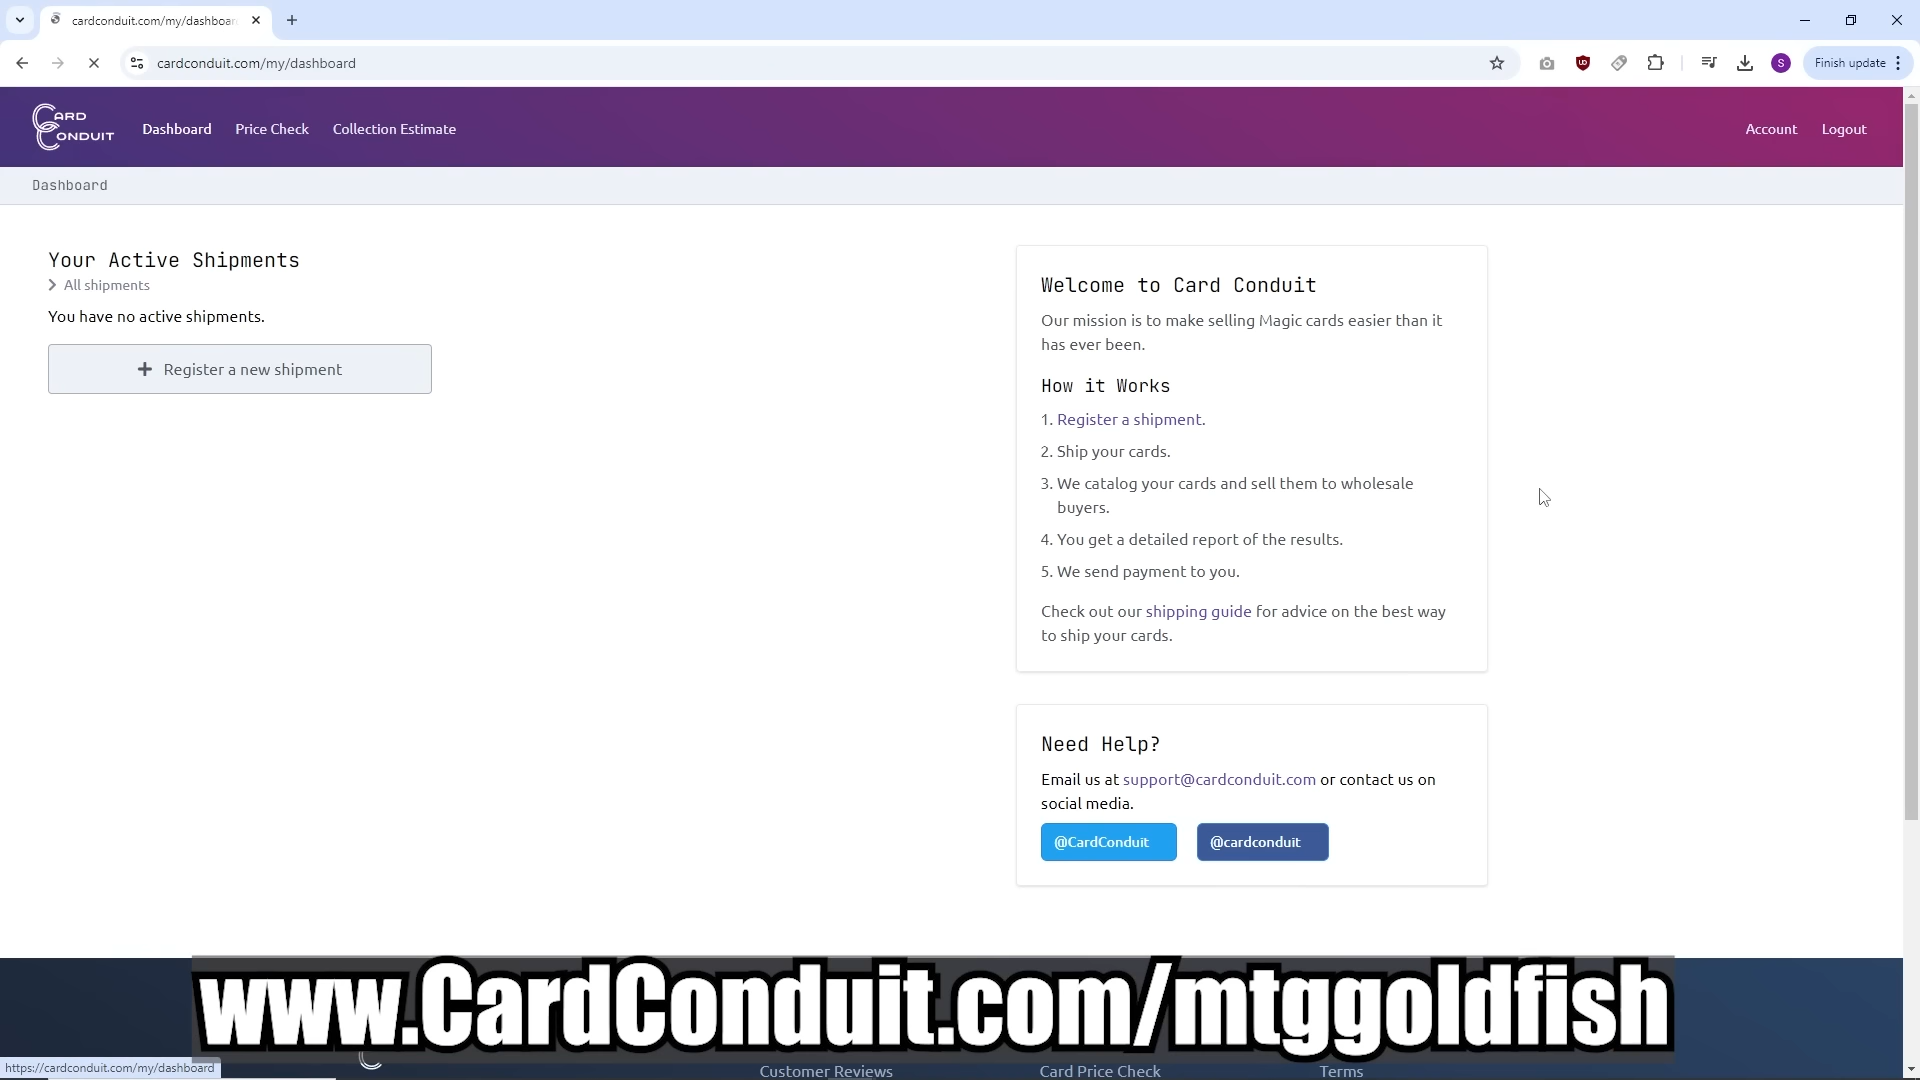 cardconduit.com/my/dashboar
cardconduit.com/my/dashboard
S
Finish update
CARD
CONDUIT
Dashboard
Price Check
Collection Estimate
Account
Logout
Dashboard
Your Active Shipments
All shipments
You have no active shipments.
Register a new shipment
Welcome to Card Conduit
Our mission is to make selling Magic cards easier than it
has ever been.
How it Works
1. Register a shipment.
2. Ship your cards.
3. We catalog your cards and sell them to wholesale
buyers.
4. You get a detailed report of the results.
5. We send payment to you.
Check out our shipping guide for advice on the best way
to ship your cards.
Need Help?
Email us at support@cardconduit.com or contact us on
social media.
@CardConduit
@cardconduit
www.CardConduit.com/mtggoldfish
https://cardconduit.com/my/dashboard
Customer Reviews
Card Price Check
Terms